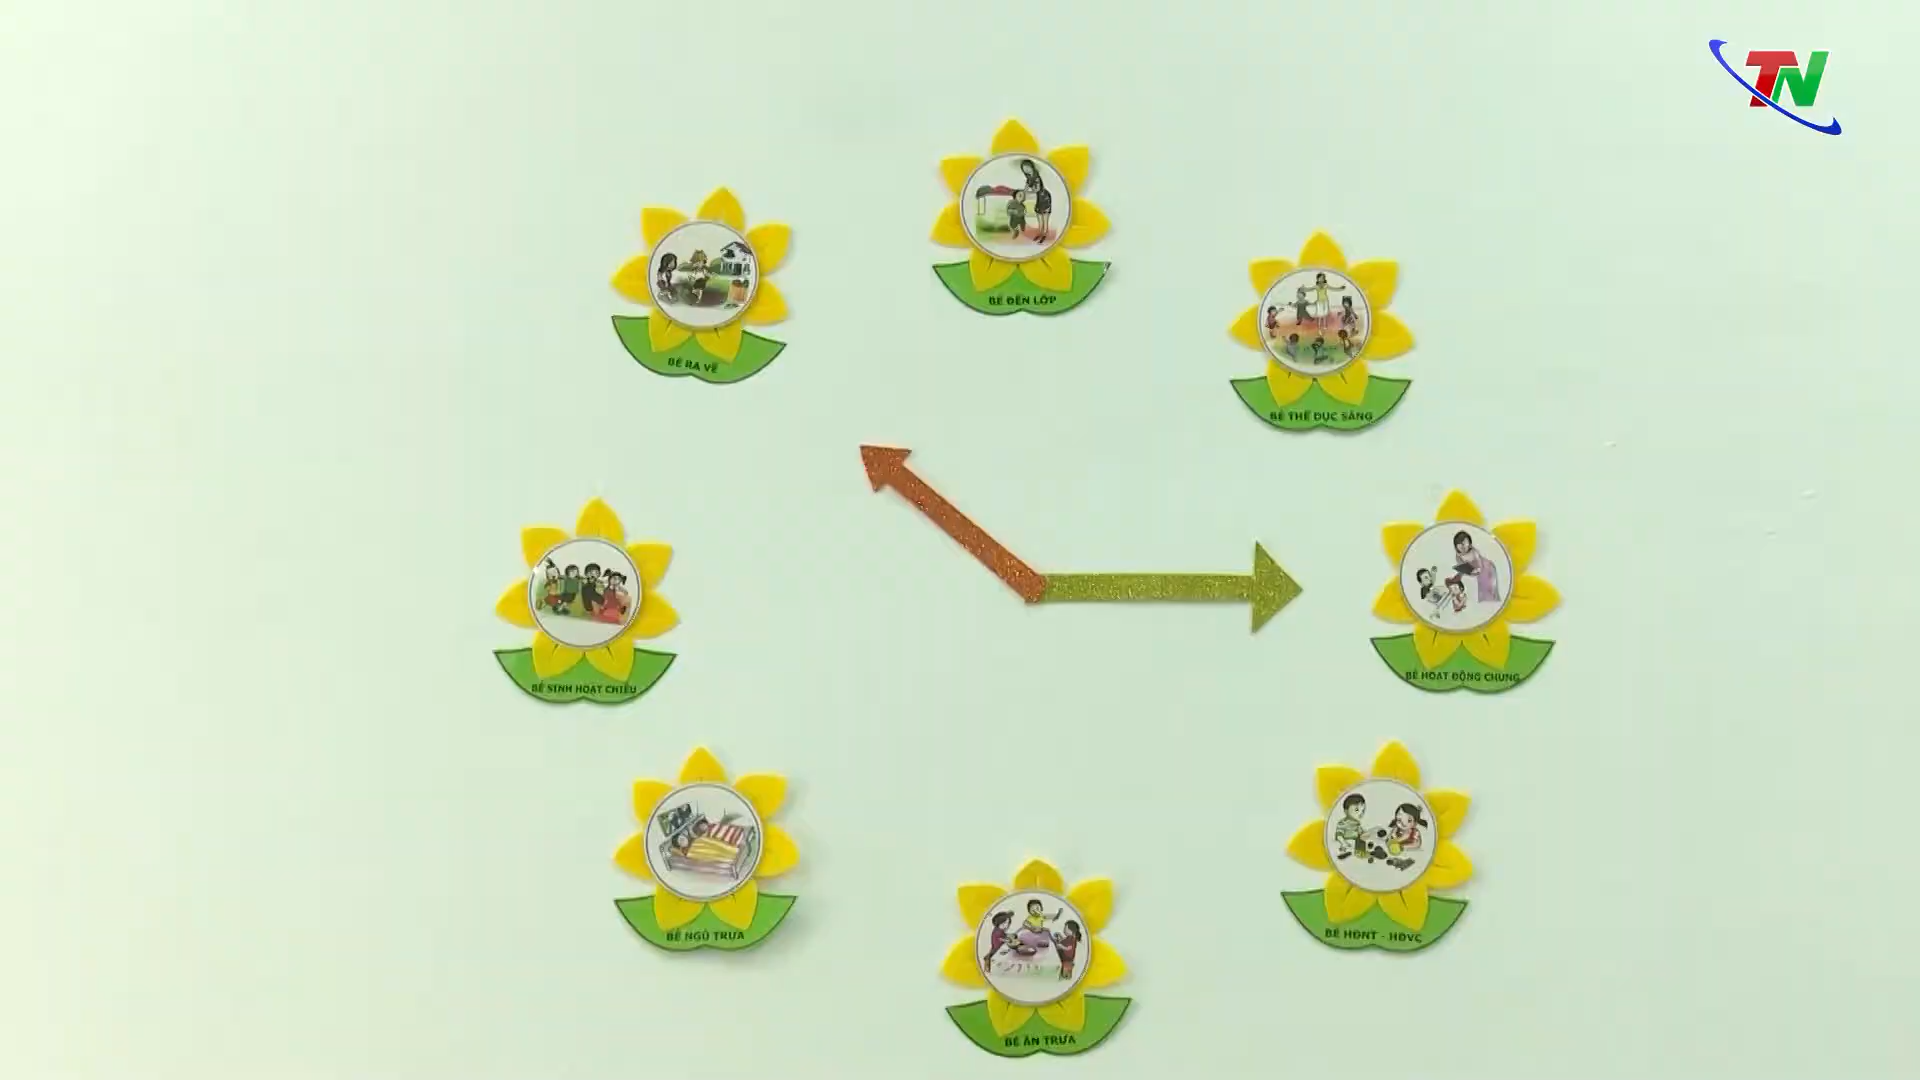 TN
BÉ ĐẾN LỚP
BÉ RA VỀ
BÉ THỂ DỤC SÁNG
BÉ SINH HOẠT CHIỀU
BÉ HOẠT ĐỘNG CHUNG
BÉ NGỦ TRƯA
BÉ HĐNT - HĐVC
BÉ ĂN TRƯA